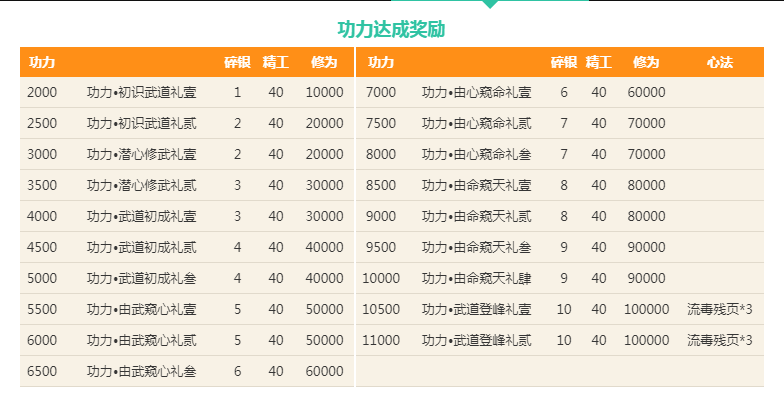 功力达成奖励
功力 碎银 精工 修为 功力 碎银 精工 修为 心法
2000 功力•初识武道礼壹 1 40 10000 7000 功力•由心窥命礼壹 6 40 60000
2500 功力•初识武道礼贰 2 40 20000 7500 功力•由心窥命礼贰 7 40 70000
3000 功力•潜心修武礼壹 2 40 20000 8000 功力•由心窥命礼叁 7 40 70000
3500 功力•潜心修武礼贰 3 40 30000 8500 功力•由命窥天礼壹 8 40 80000
4000 功力•武道初成礼壹 3 40 30000 9000 功力•由命窥天礼贰 8 40 80000
4500 功力•武道初成礼贰 4 40 40000 9500 功力•由命窥天礼叁 9 40 90000
5000 功力•武道初成礼叁 4 40 40000 10000 功力•由命窥天礼肆 9 40 90000
5500 功力•由武窥心礼壹 5 40 50000 10500 功力•武道登峰礼壹 10 40 100000 流毒残页*3
6000 功力•由武窥心礼贰 5 40 50000 11000 功力•武道登峰礼贰 10 40 100000 流毒残页*3
6500 功力•由武窥心礼叁 6 40 60000